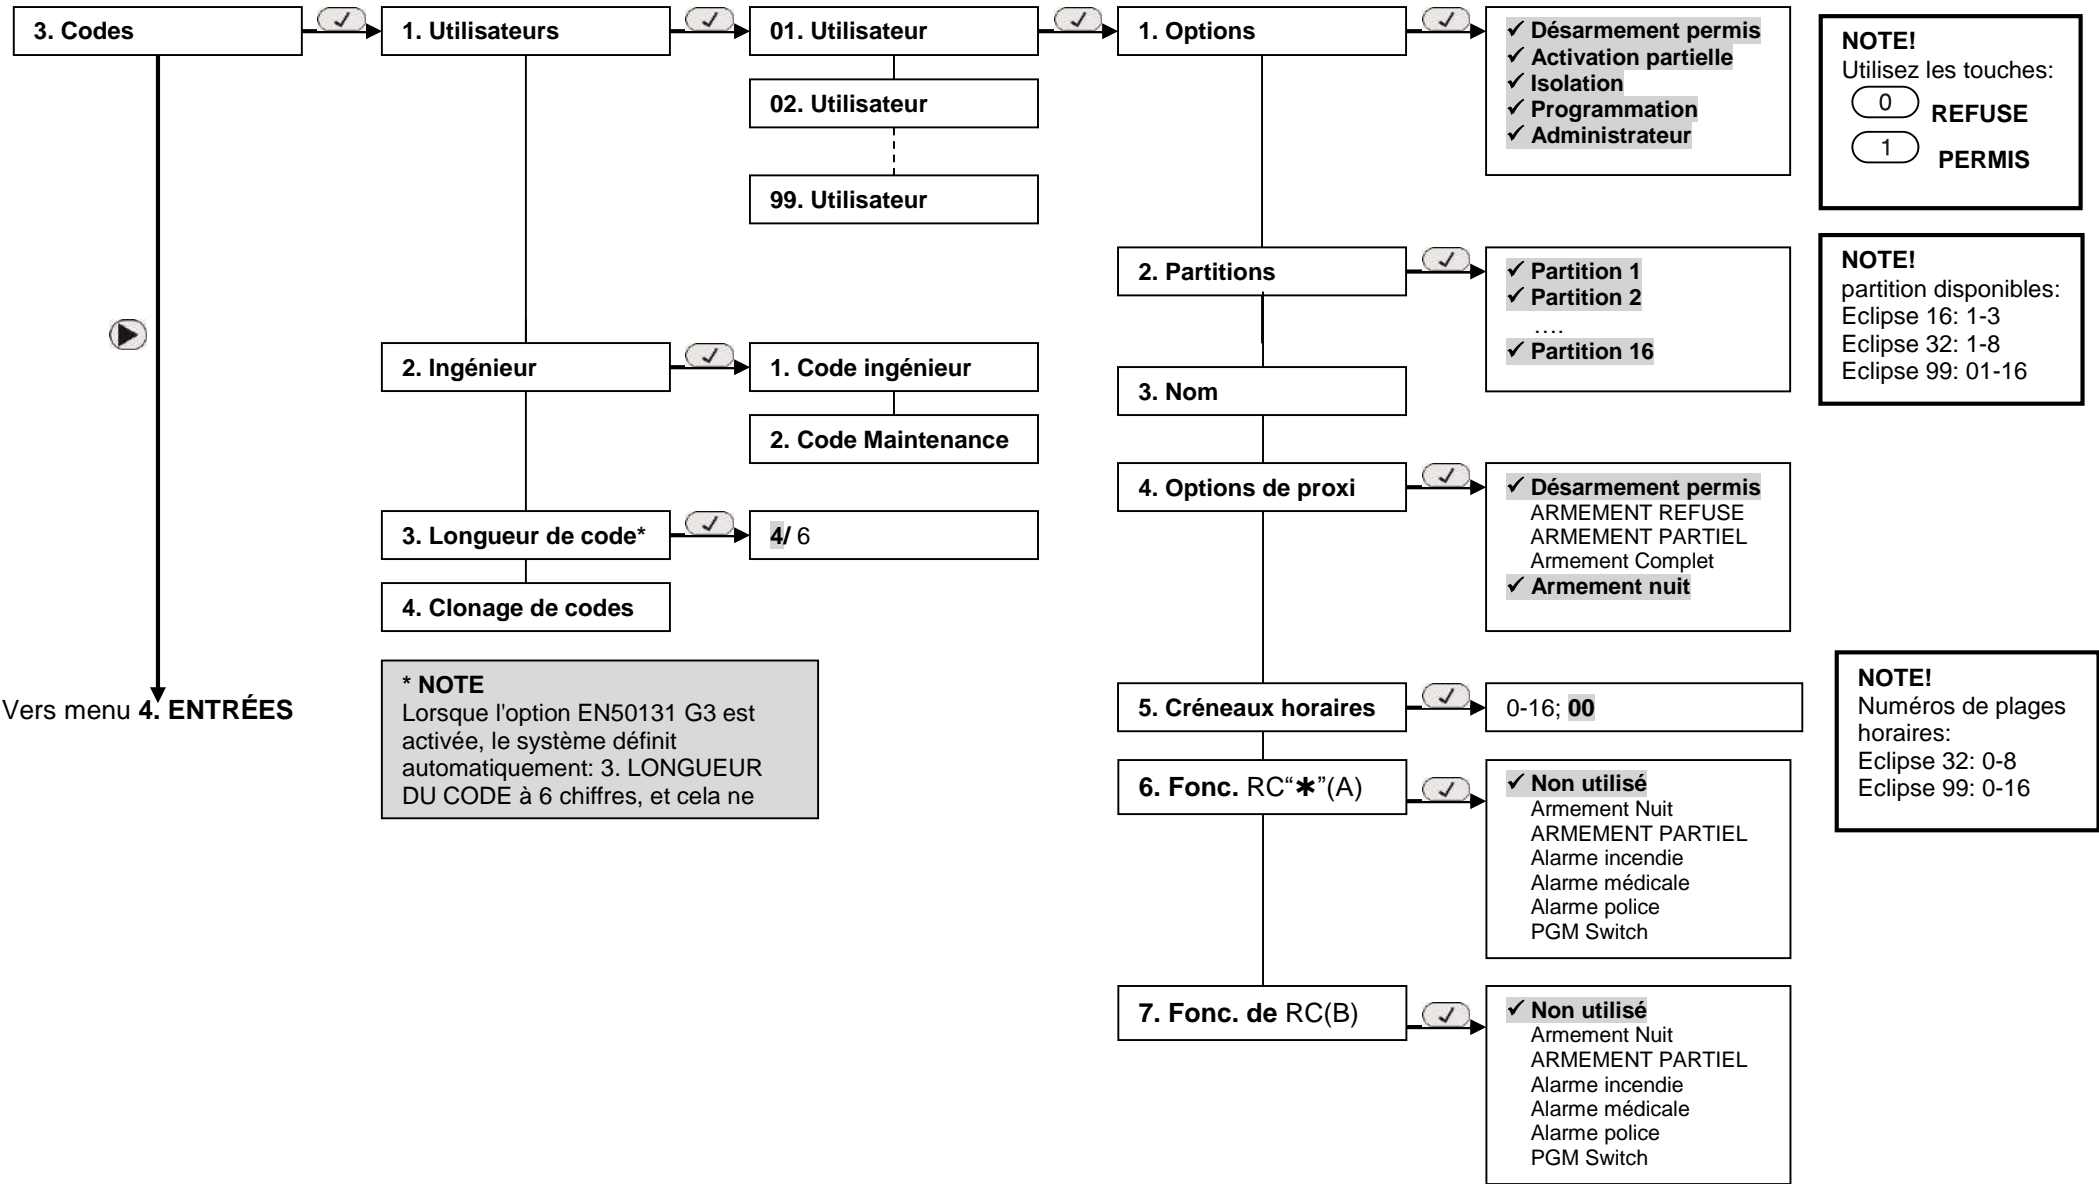 3. Codes
1. Utilisateurs
01. Utilisateur
02. Utilisateur
99. Utilisateur
1. Options
✓ Désarmement permis
✓ Activation partielle
✓ Isolation
✓ Programmation
✓ Administrateur
NOTE!
Utilisez les touches:
0 REFUSE
1 PERMIS
2. Partitions
✓ Partition 1
✓ Partition 2
….
✓ Partition 16
NOTE!
partition disponibles:
Eclipse 16: 1-3
Eclipse 32: 1-8
Eclipse 99: 01-16
2. Ingénieur
1. Code ingénieur
2. Code Maintenance
3. Nom
4. Options de proxi
✓ Désarmement permis
ARMEMENT REFUSE
ARMEMENT PARTIEL
Armement Complet
✓ Armement nuit
3. Longueur de code*
4/ 6
4. Clonage de codes
* NOTE
Lorsque l'option EN50131 G3 est
activée, le système définit
automatiquement: 3. LONGUEUR
DU CODE à 6 chiffres, et cela ne
Vers menu 4. ENTRÉES
5. Créneaux horaires
0-16; 00
NOTE!
Numéros de plages
horaires:
Eclipse 32: 0-8
Eclipse 99: 0-16
6. Fonc. RC“✱”(A)
✓ Non utilisé
Armement Nuit
ARMEMENT PARTIEL
Alarme incendie
Alarme médicale
Alarme police
PGM Switch
7. Fonc. de RC(B)
✓ Non utilisé
Armement Nuit
ARMEMENT PARTIEL
Alarme incendie
Alarme médicale
Alarme police
PGM Switch